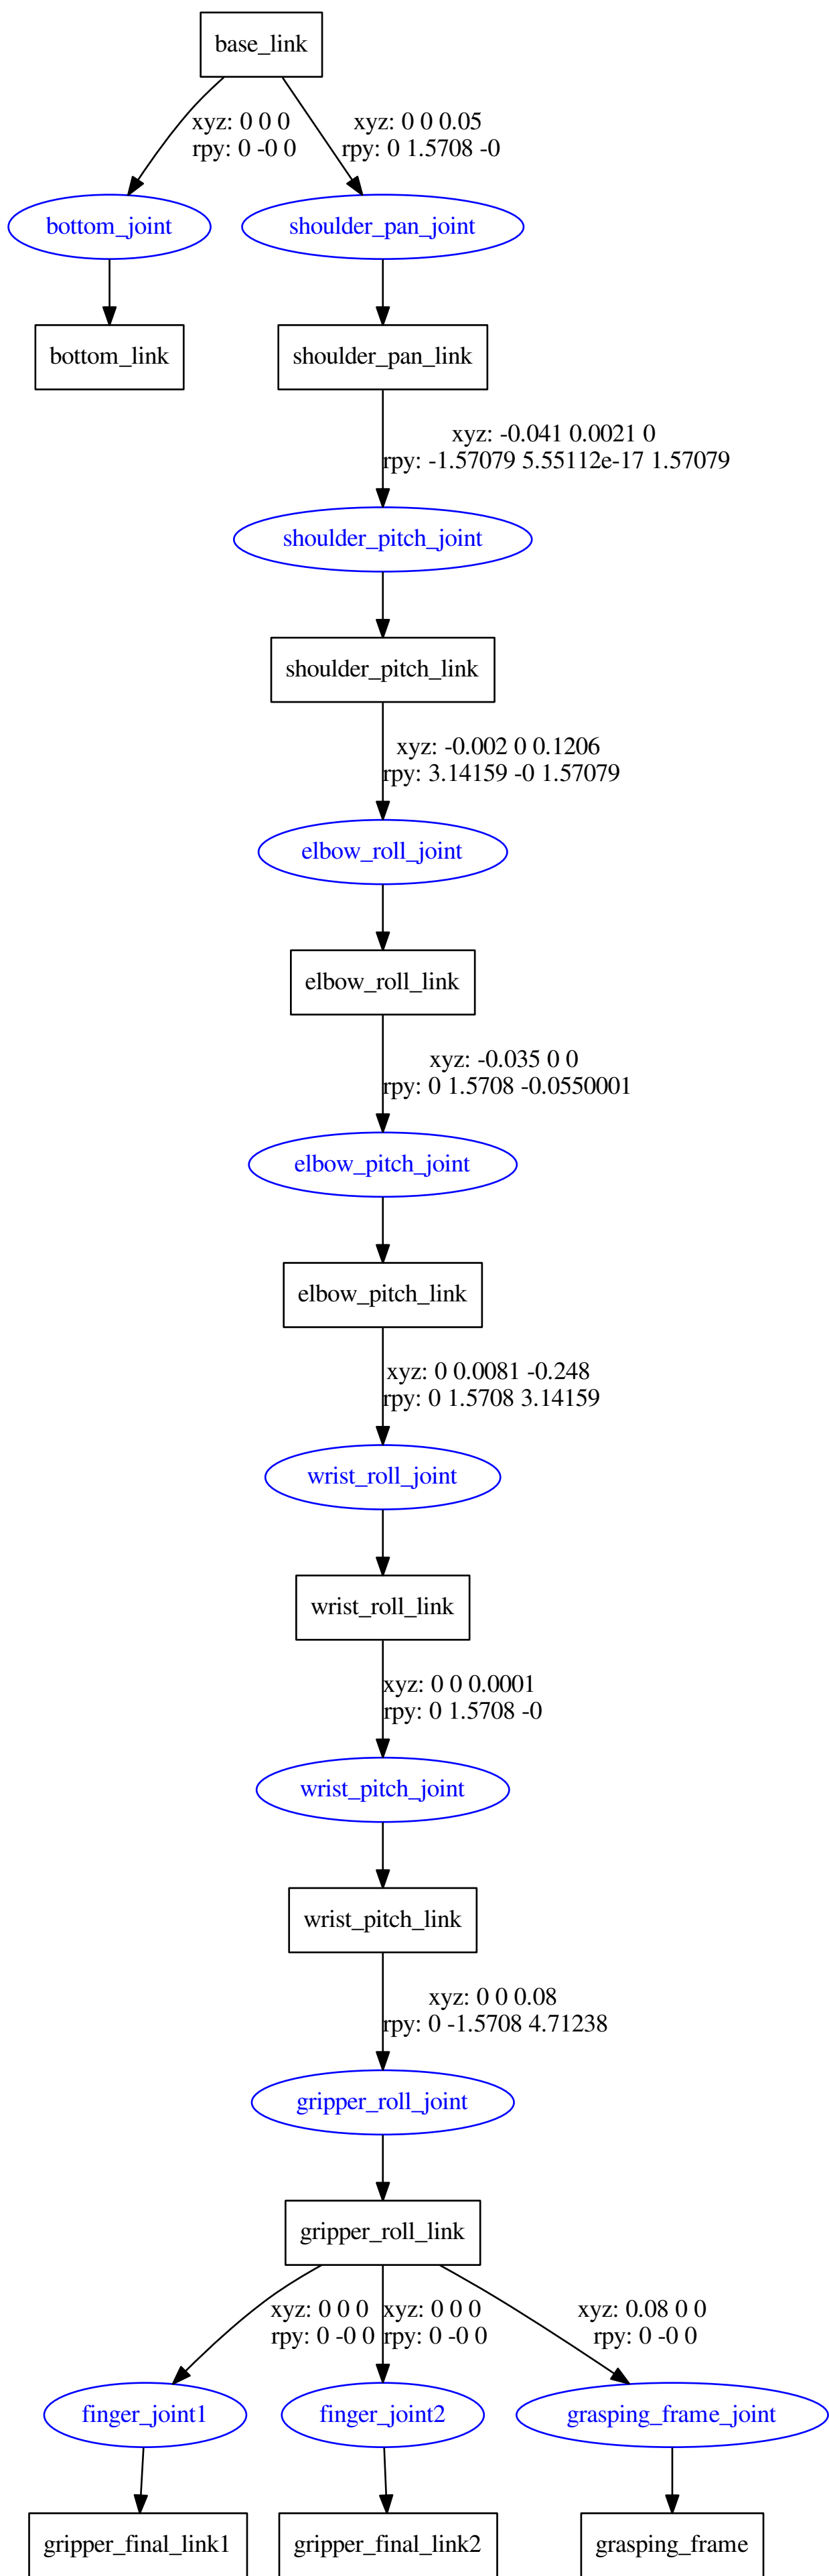 base_link
xyz: 0 0 0
rpy: 0 -0 0
xyz: 0 0 0.05
rpy: 0 1.5708 -0
bottom_joint
shoulder_pan_joint
bottom_link
shoulder_pan_link
xyz: -0.041 0.0021 0
rpy: -1.57079 5.55112e-17 1.57079
shoulder_pitch_joint
shoulder_pitch_link
xyz: -0.002 0 0.1206
rpy: 3.14159 -0 1.57079
elbow_roll_joint
elbow_roll_link
xyz: -0.035 0 0
rpy: 0 1.5708 -0.0550001
elbow_pitch_joint
elbow_pitch_link
xyz: 0 0.0081 -0.248
rpy: 0 1.5708 3.14159
wrist_roll_joint
wrist_roll_link
xyz: 0 0 0.0001
rpy: 0 1.5708 -0
wrist_pitch_joint
wrist_pitch_link
xyz: 0 0 0.08
rpy: 0 -1.5708 4.71238
gripper_roll_joint
gripper_roll_link
xyz: 0 0 0
rpy: 0 -0 0
xyz: 0 0 0
rpy: 0 -0 0
xyz: 0.08 0 0
rpy: 0 -0 0
finger_joint1
finger_joint2
grasping_frame_joint
gripper_final_link1
gripper_final_link2
grasping_frame